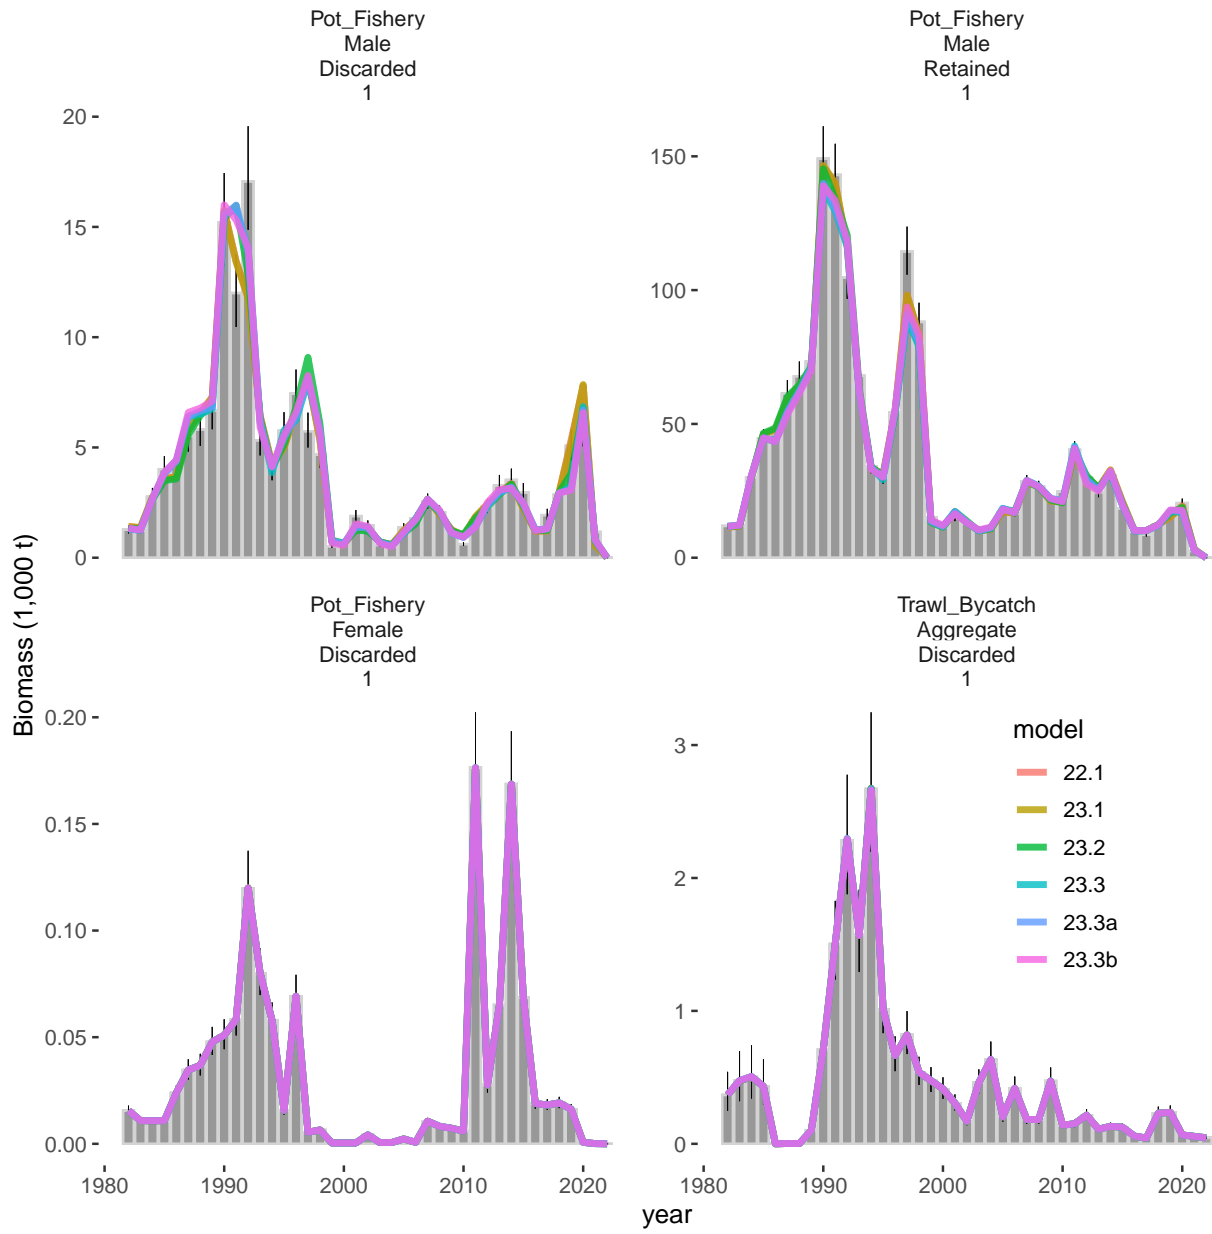 Pot_Fishery
Male
Discarded
1
Pot_Fishery
Male
Retained
1
20
15
10
5
0
150
100
50
0
Biomass (1,000 t)
Pot_Fishery
Female
Discarded
1
Trawl_Bycatch
Aggregate
Discarded
1
0.20
0.15
0.10
0.05
0.00
3
2
1
0
model
22.1
23.1
23.2
23.3
23.3a
23.3b
1980
1990
2000
2010
2020
1980
1990
2000
2010
2020
year